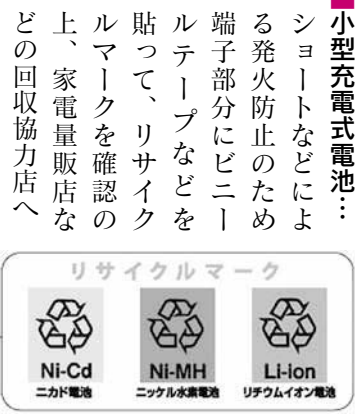 小型充電式電池…
ショートなどによ
る発火防止のため
端子部分にビニー
ルテープなどを
貼って、リサイク
ルマークを確認の
上、家電量販店な
どの回収協力店へ
リサイクルマーク
Ni-Cd
ニカド電池
Ni-MH
ニッケル水素電池
Li-ion
リチウムイオン電池